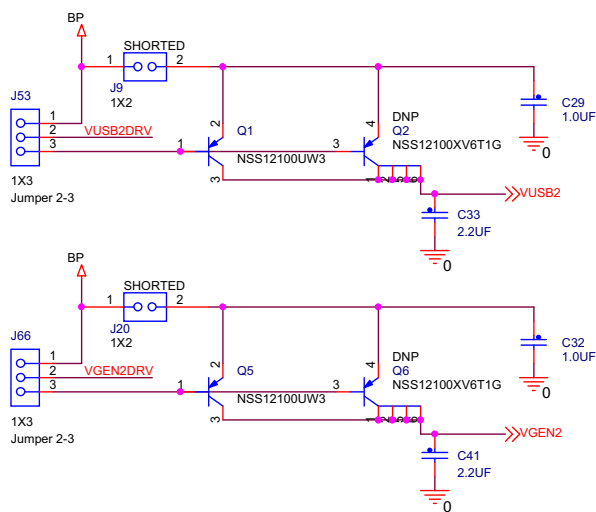 BP
SHORTED
1 2
J9
1X2
J53
1
2
3
VUSB2DRV
1X3
Jumper 2-3
1
2
3
Q1
NSS12100UW3
3
4
DNP
Q2
NSS12100XV6T1G
1
2
5
6
C29
1.0UF
0
VUSB2
C33
2.2UF
0
BP
SHORTED
1 2
J20
1X2
J66
1
2
3
VGEN2DRV
1X3
Jumper 2-3
1
2
3
Q5
NSS12100UW3
3
4
DNP
Q6
NSS12100XV6T1G
1
2
5
6
C32
1.0UF
0
VGEN2
C41
2.2UF
0